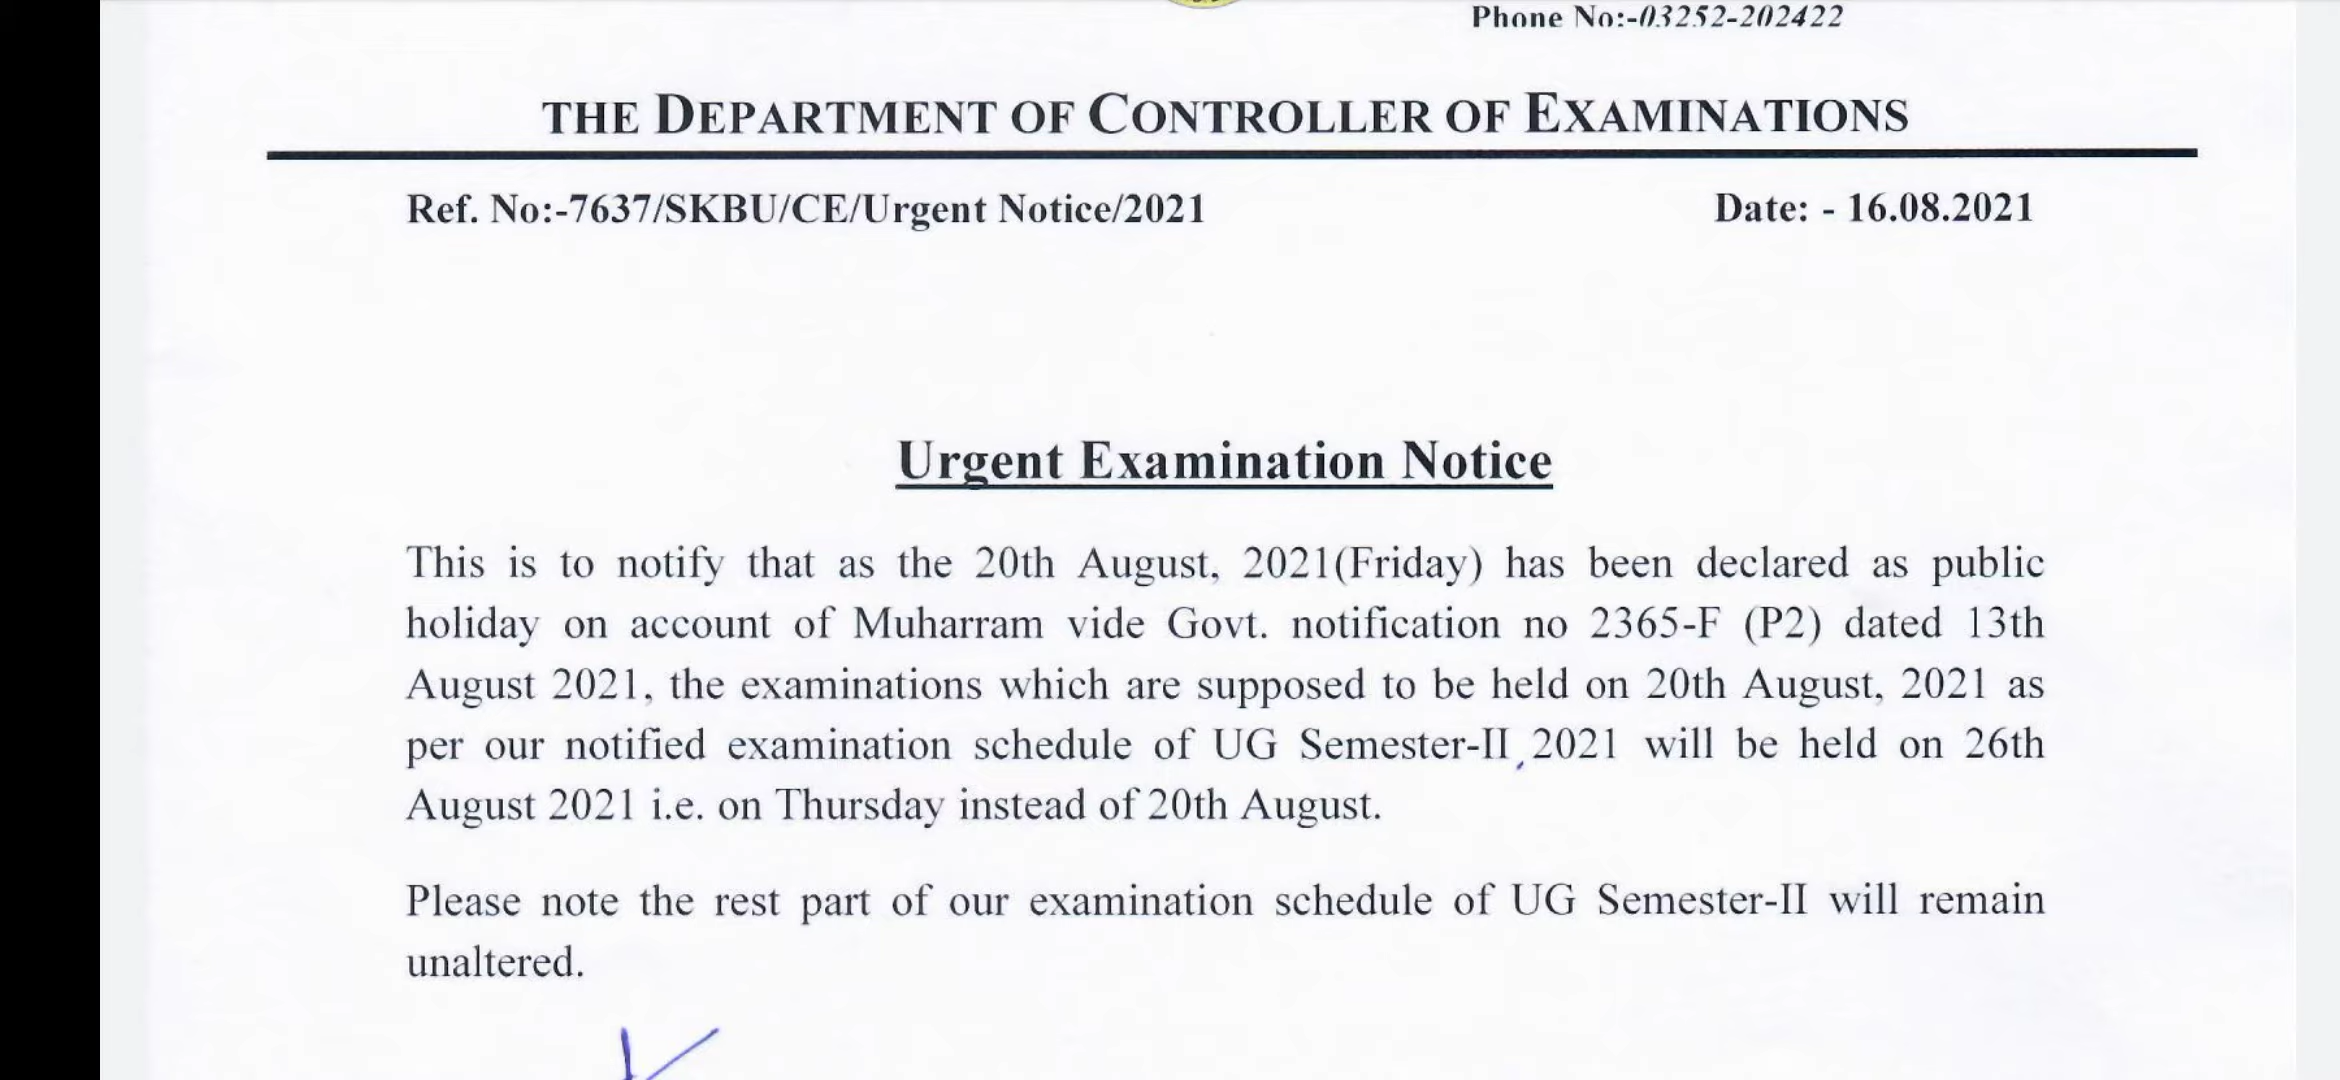 Phone No:-03252-202422
THE DEPARTMENT OF CONTROLLER OF EXAMINATIONS
Ref. No:-7637/SKBU/CE/Urgent Notice/2021
Date: - 16.08.2021
Urgent Examination Notice
This is to notify that as the 20th August, 2021(Friday) has been declared as public
holiday on account of Muharram vide Govt. notification no 2365-F (P2) dated 13th
August 2021, the examinations which are supposed to be held on 20th August, 2021 as
per our notified examination schedule of UG Semester-II, 2021 will be held on 26th
August 2021 i.e. on Thursday instead of 20th August.
Please note the rest part of our examination schedule of UG Semester-II will remain
unaltered.